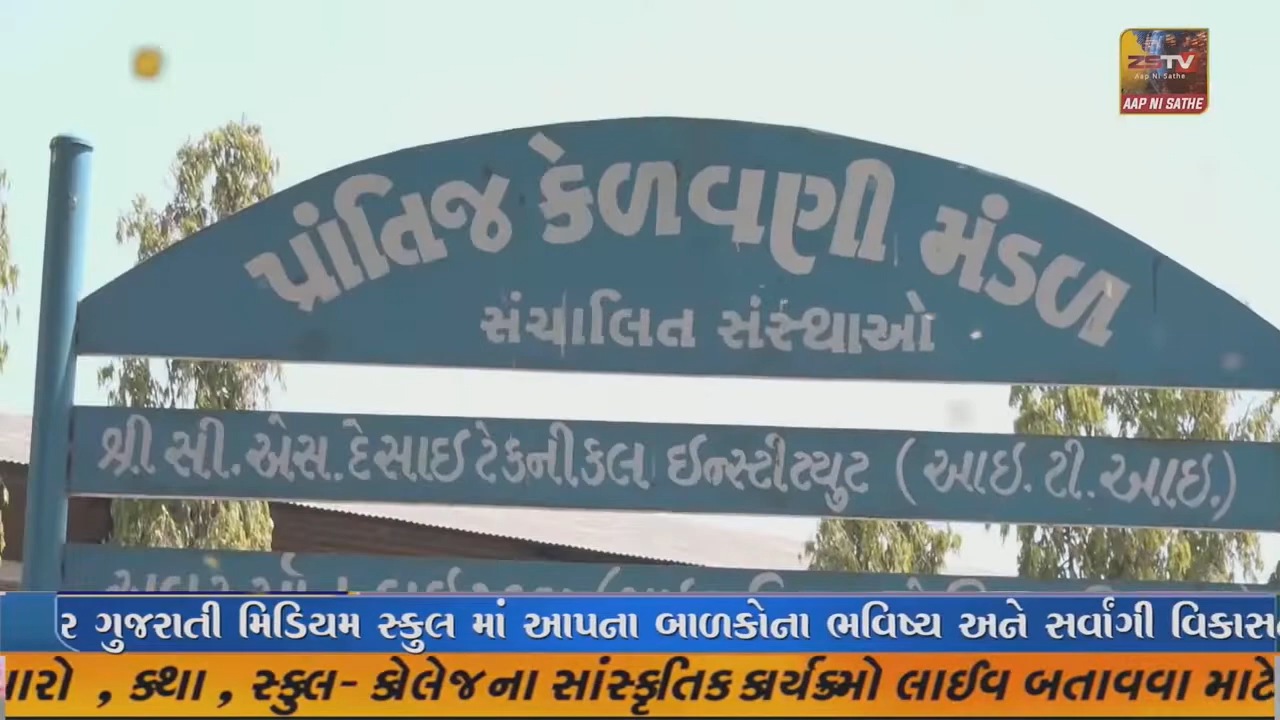 ZSTV
Aap Ni Sathe
AAP NI SATHE
પ્રાંતિજ કેળવણી મંડળ
સંચાલિત સંસ્થાઓ
શ્રી સી. એસ. દેસાઇ ટેકનીકલ ઇન્સ્ટીટ્યુટ (આઇ. ટી. આઇ.)
ર ગુજરાતી મિડિયમ સ્કુલ માં આપના બાળકોના ભવિષ્ય અને સર્વાંગી વિકાસ
ારો , કથા , સ્કુલ- કોલેજના સાંસ્કૃતિક કાર્યક્રમો લાઈવ બતાવવા માટે